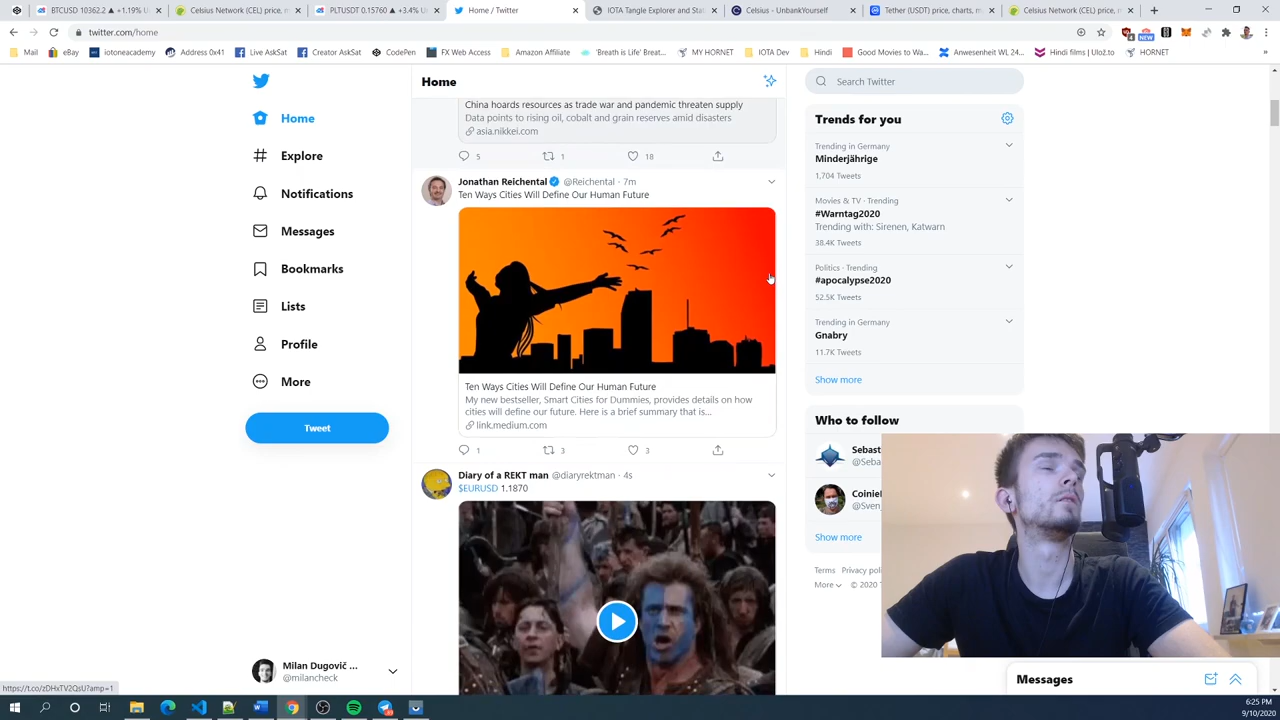 BTCUSD 10362.2 ▲ +1.19% U
Celsius Network (CEL) price, m
PLTUSDT 0.15760 ▲ +3.4% U
Home / Twitter
IOTA Tangle Explorer and Stat
Celsius - UnbankYourself
Tether (USDT) price, charts, m
Celsius Network (CEL) price, m
twitter.com/home
NEW
Mail
eBay
iotoneacademy
Address 0x41
Live AskSat
Creator AskSat
CodePen
FX Web Access
Amazon Affiliate
'Breath is Life' Breat...
MY HORNET
IOTA Dev
Hindi
Good Movies to Wa...
Anwesenheit WL 24...
Hindi films | Ulož.to
HORNET
Home
Explore
Notifications
Messages
Bookmarks
Lists
Profile
More
Tweet
Milan Dugovič ...
@milancheck
https://t.co/zDHxTV2QsU?amp=1
Home
China hoards resources as trade war and pandemic threaten supply
Data points to rising oil, cobalt and grain reserves amid disasters
asia.nikkei.com
5 1 18
Jonathan Reichental @Reichental · 7m
Ten Ways Cities Will Define Our Human Future
Ten Ways Cities Will Define Our Human Future
My new bestseller, Smart Cities for Dummies, provides details on how
cities will define our future. Here is a brief summary that is...
link.medium.com
1 3 3
Diary of a REKT man @diaryrektman · 4s
$EURUSD 1.1870
Search Twitter
Trends for you
Trending in Germany
Minderjährige
1,704 Tweets
Movies & TV · Trending
#Warntag2020
Trending with: Sirenen, Katwarn
38.4K Tweets
Politics · Trending
#apocalypse2020
52.5K Tweets
Trending in Germany
Gnabry
11.7K Tweets
Show more
Who to follow
Sebast
@Seba
Coinie
@Sven
Show more
Terms Privacy poli
More © 2020
Messages
6:25 PM
9/10/2020